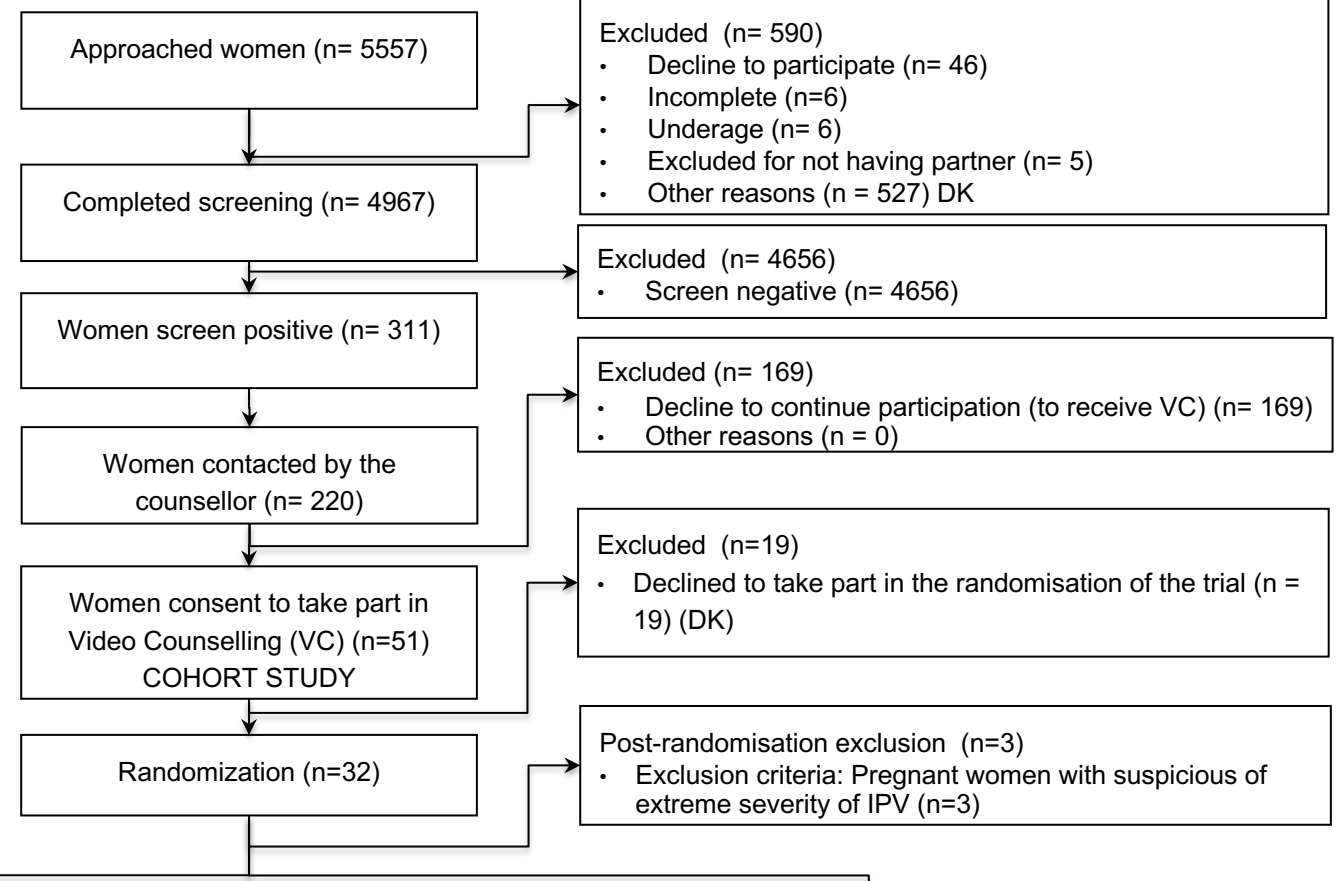 Approached women (n= 5557)
Excluded  (n= 590)
• Decline to participate (n= 46)
• Incomplete (n=6)
• Underage (n= 6)
• Excluded for not having partner (n= 5)
• Other reasons (n = 527) DK
Completed screening (n= 4967)
Excluded  (n= 4656)
• Screen negative (n= 4656)
Women screen positive (n= 311)
Excluded (n= 169)
• Decline to continue participation (to receive VC) (n= 169)
• Other reasons (n = 0)
Women contacted by the
counsellor (n= 220)
Excluded  (n=19)
• Declined to take part in the randomisation of the trial (n =
19) (DK)
Women consent to take part in
Video Counselling (VC) (n=51)
COHORT STUDY
Randomization (n=32)
Post-randomisation exclusion  (n=3)
• Exclusion criteria: Pregnant women with suspicious of
extreme severity of IPV (n=3)